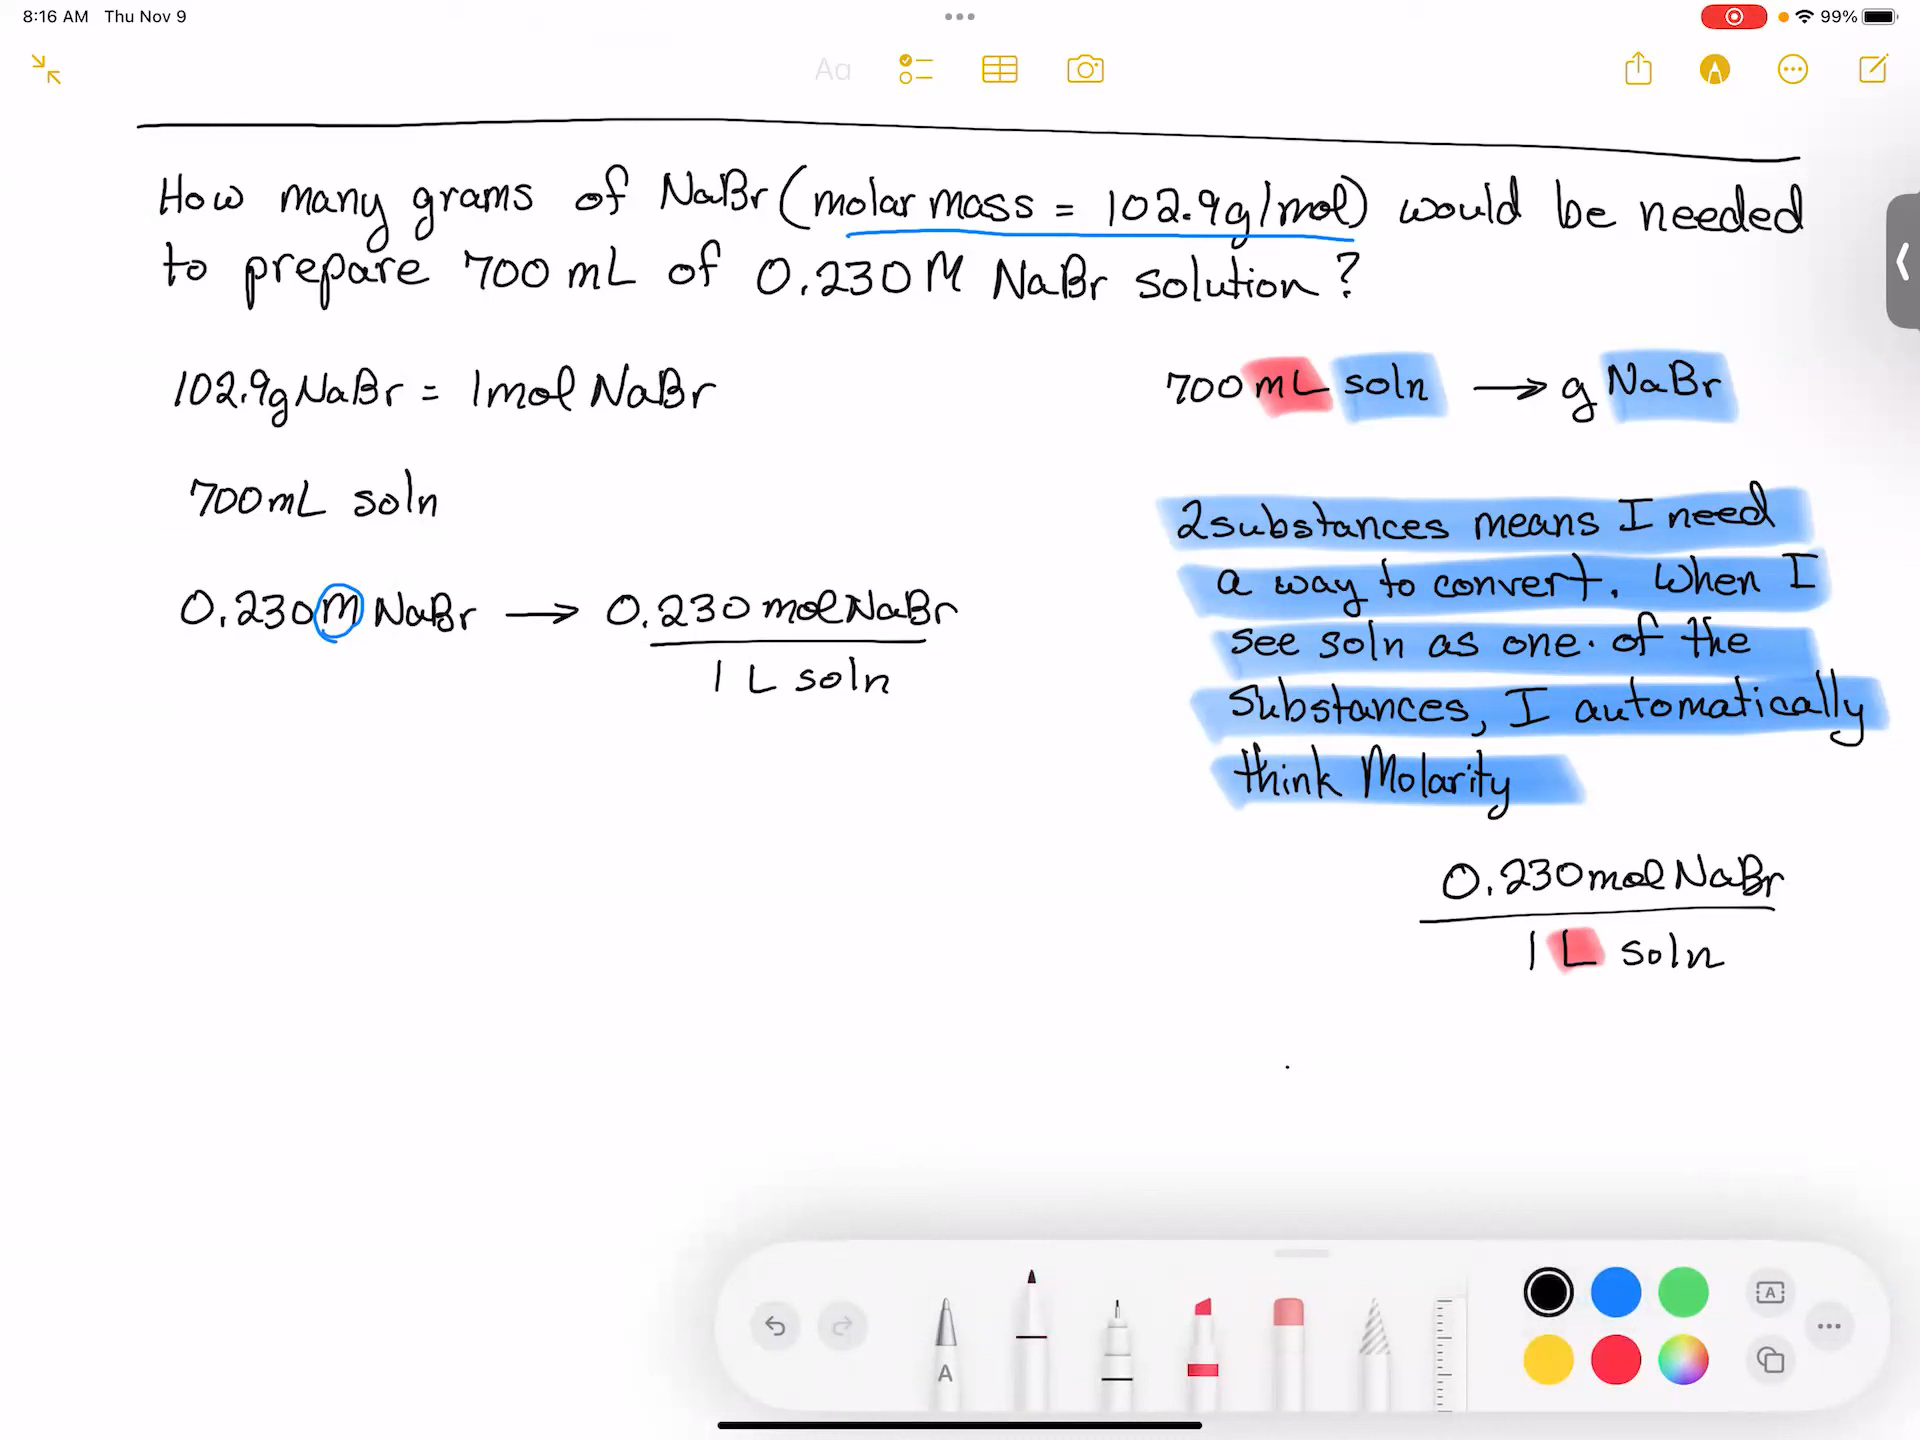 8:16 AM Thu Nov 9
99%
Aa
How many grams of NaBr (molar mass = 102.9g/mol) would be needed
to prepare 700 mL of 0.230 M NaBr solution?
102.9g NaBr = 1mol NaBr
700 mL soln → g NaBr
700mL soln
2 substances means I need
a way to convert. When I
see soln as one. of the
substances, I automatically
think Molarity
0.230 M NaBr → 0.230 mol NaBr
1 L soln
0.230 mol NaBr
1 L soln
A
A